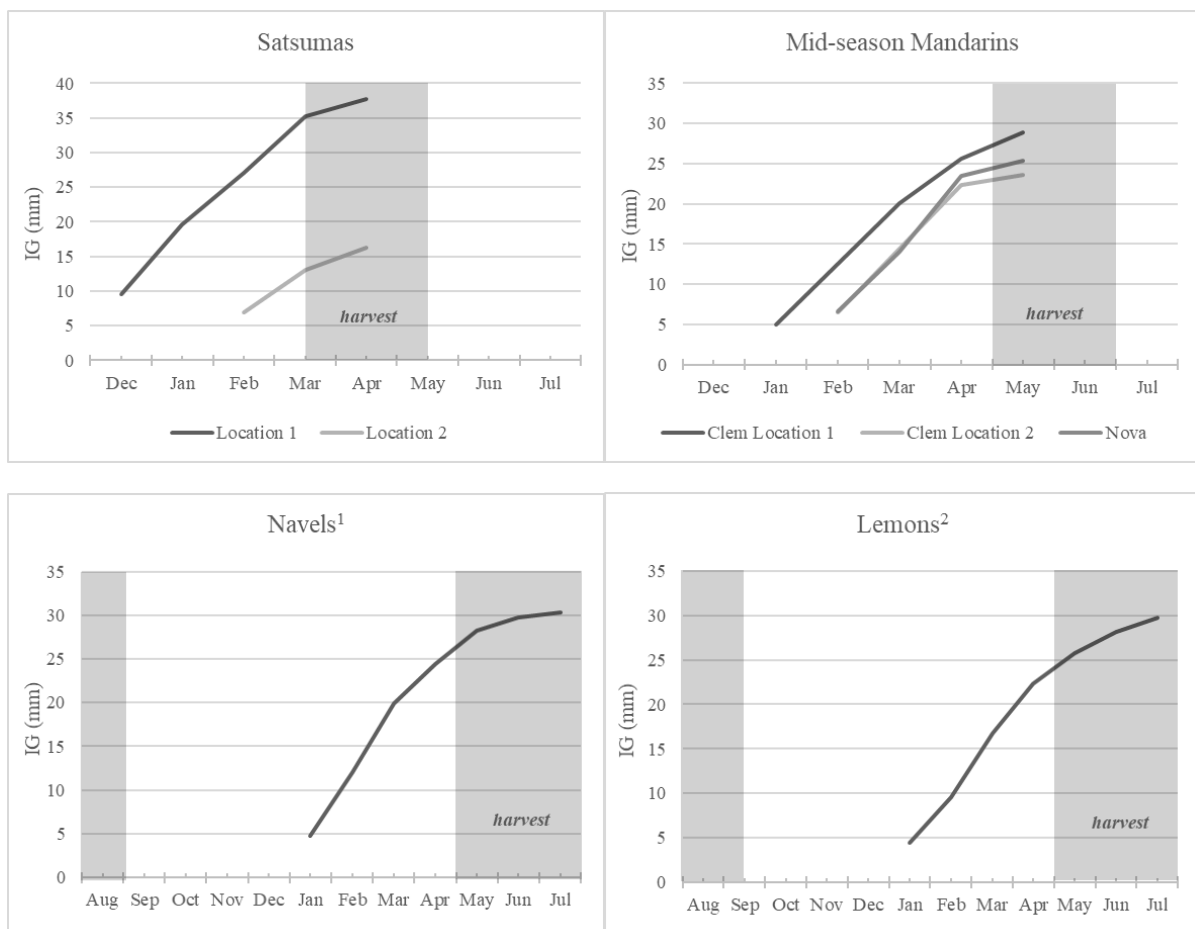 Satsumas
IG (mm)
40
35
30
25
20
15
10
5
0
harvest
Dec Jan Feb Mar Apr May Jun Jul
Location 1 Location 2
Mid-season Mandarins
IG (mm)
35
30
25
20
15
10
5
0
harvest
Dec Jan Feb Mar Apr May Jun Jul
Clem Location 1 Clem Location 2 Nova
Navels¹
IG (mm)
35
30
25
20
15
10
5
0
harvest
Aug Sep Oct Nov Dec Jan Feb Mar Apr May Jun Jul
Lemons²
IG (mm)
35
30
25
20
15
10
5
0
harvest
Aug Sep Oct Nov Dec Jan Feb Mar Apr May Jun Jul